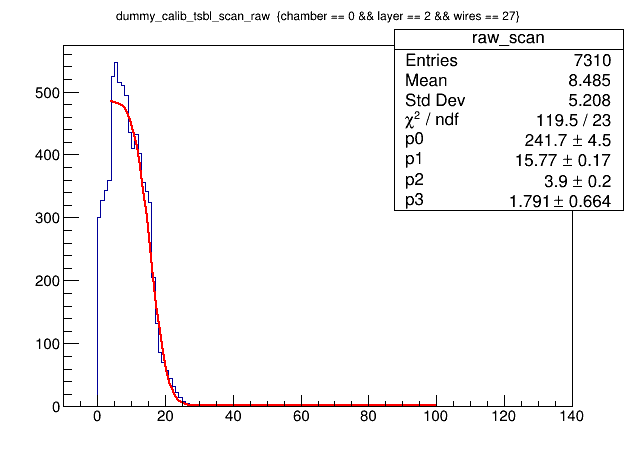 dummy_calib_tsbl_scan_raw {chamber == 0 && layer == 2 && wires == 27}
raw_scan
Entries 7310
Mean 8.485
Std Dev 5.208
χ² / ndf 119.5 / 23
p0 241.7 ± 4.5
p1 15.77 ± 0.17
p2 3.9 ± 0.2
p3 1.791 ± 0.664
500
400
300
200
100
0
0 20 40 60 80 100 120 140